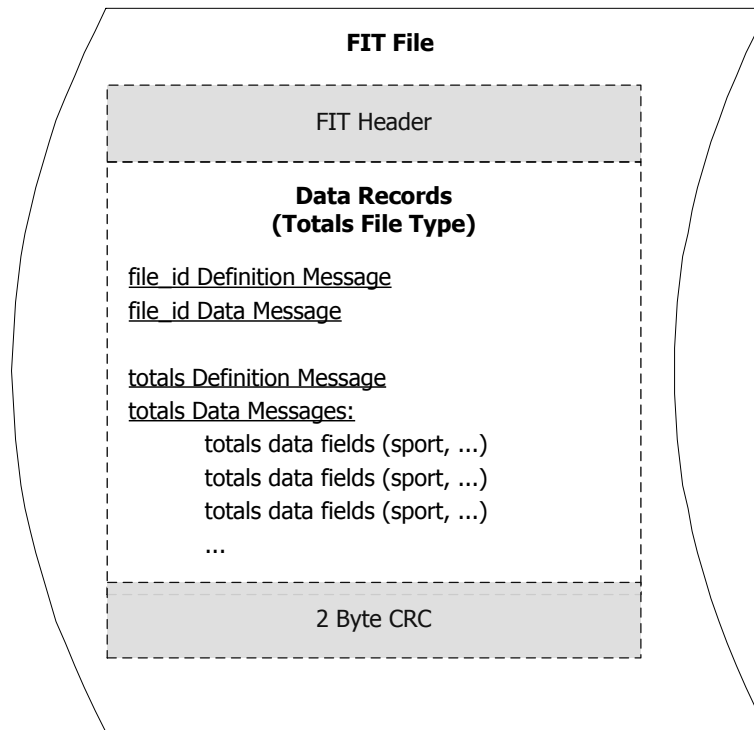 FIT File
FIT Header
Data Records
(Totals File Type)
file_id Definition Message
file_id Data Message
totals Definition Message
totals Data Messages:
totals data fields (sport, ...)
totals data fields (sport, ...)
totals data fields (sport, ...)
...
2 Byte CRC